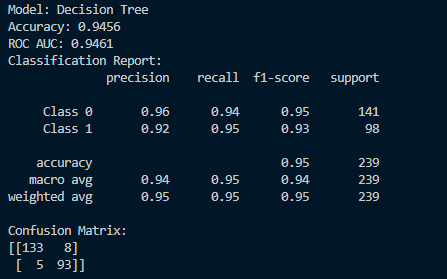 Model: Decision Tree
Accuracy: 0.9456
ROC AUC: 0.9461
Classification Report:
precision recall f1-score support
Class 0 0.96 0.94 0.95 141
Class 1 0.92 0.95 0.93 98
accuracy 0.95 239
macro avg 0.94 0.95 0.94 239
weighted avg 0.95 0.95 0.95 239
Confusion Matrix:
[[133 8]
[ 5 93]]